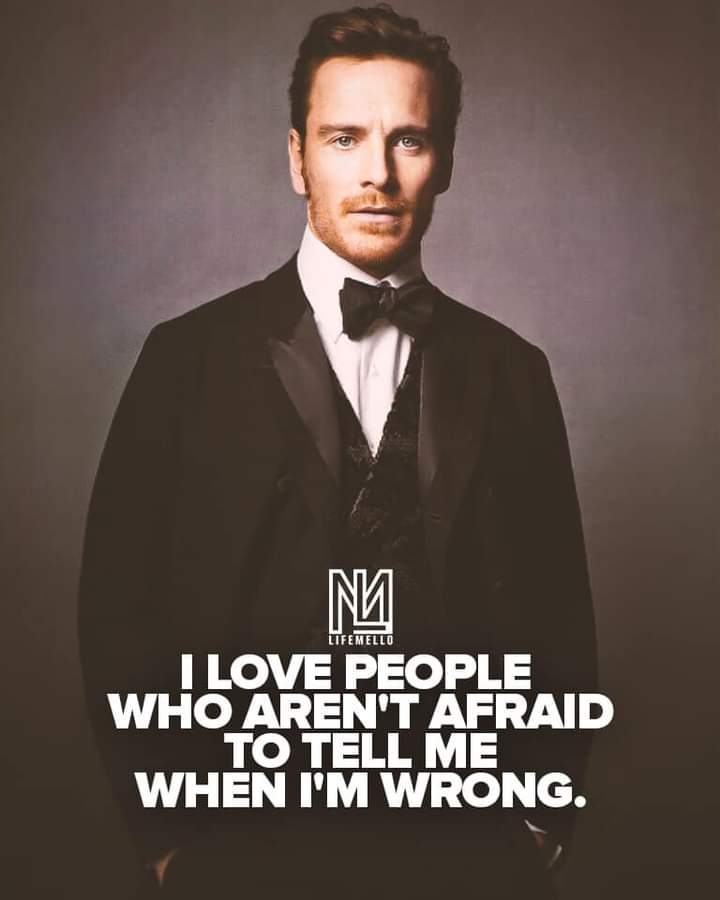 LIFEMELLO
I LOVE PEOPLE
WHO AREN'T AFRAID
TO TELL ME
WHEN I'M WRONG.